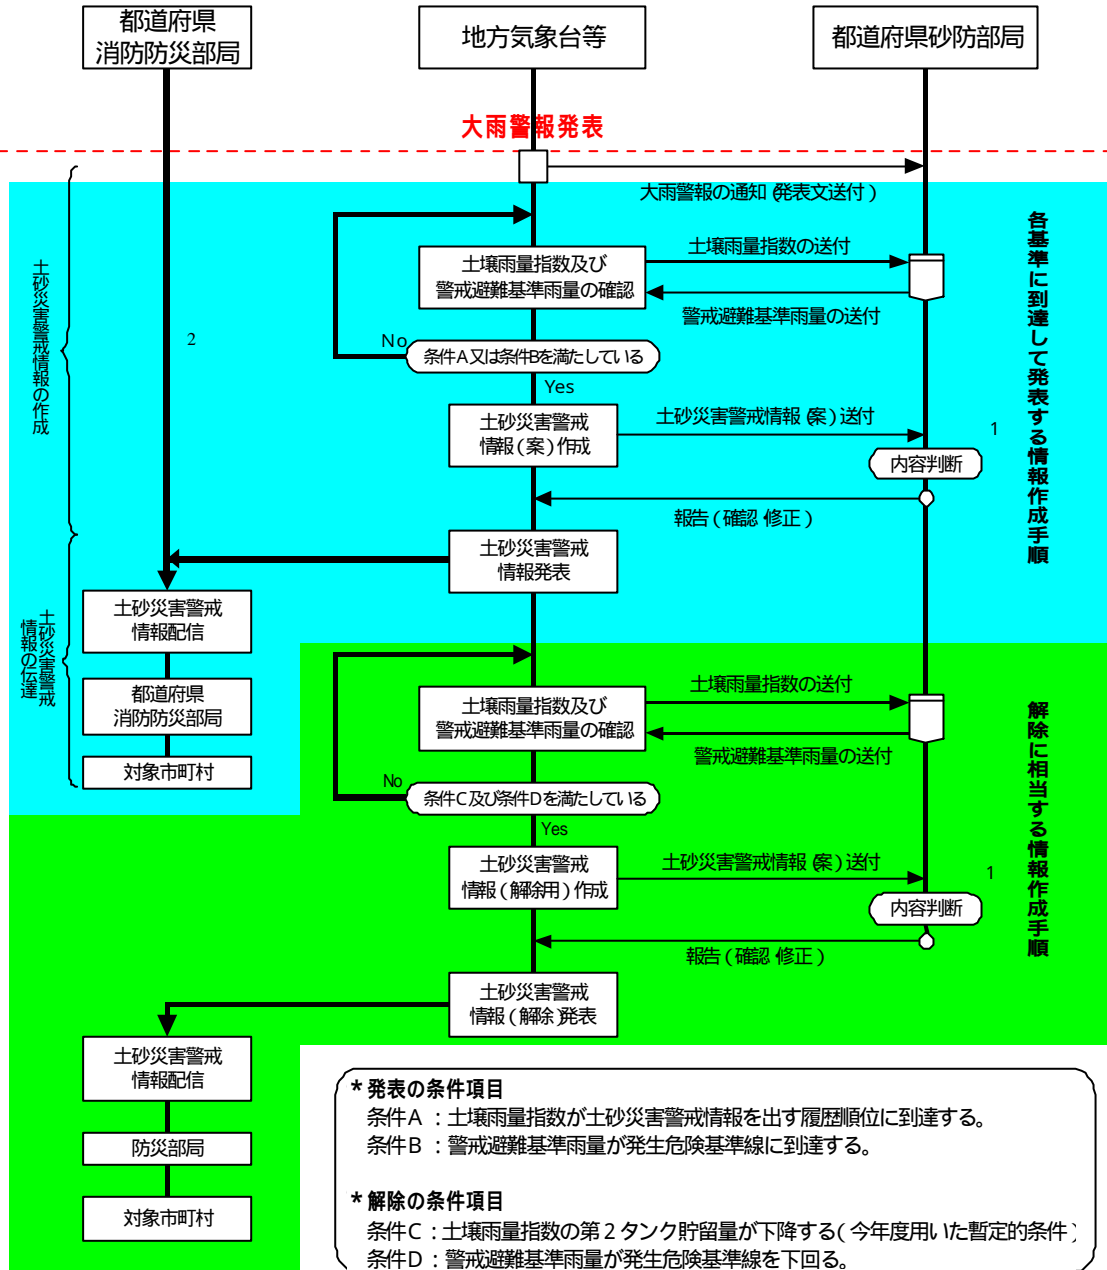 都道府県
消防防災部局
地方気象台等
都道府県砂防部局
大雨警報発表
大雨警報の通知(発表文送付)
土壌雨量指数及び
警戒避難基準雨量の確認
土壌雨量指数の送付
警戒避難基準雨量の送付
No
条件A又は条件Bを満たしている
Yes
2
土砂災害警戒情報の作成
土砂災害警戒
情報(案)作成
土砂災害警戒情報(案)送付
1
内容判断
報告(確認 修正)
各基準に到達して発表する情報作成手順
土砂災害警戒
情報発表
土砂災害警戒
情報の伝達
土砂災害警戒
情報配信
都道府県
消防防災部局
対象市町村
土壌雨量指数及び
警戒避難基準雨量の確認
土壌雨量指数の送付
警戒避難基準雨量の送付
No
条件C及び条件Dを満たしている
Yes
土砂災害警戒
情報(解除用)作成
土砂災害警戒情報(案)送付
1
内容判断
報告(確認 修正)
解除に相当する情報作成手順
土砂災害警戒
情報(解除)発表
土砂災害警戒
情報配信
防災部局
対象市町村
*発表の条件項目
条件A:土壌雨量指数が土砂災害警戒情報を出す履歴順位に到達する。
条件B:警戒避難基準雨量が発生危険基準線に到達する。
*解除の条件項目
条件C:土壌雨量指数の第2タンク貯留量が下降する(今年度用いた暫定的条件)
条件D:警戒避難基準雨量が発生危険基準線を下回る。